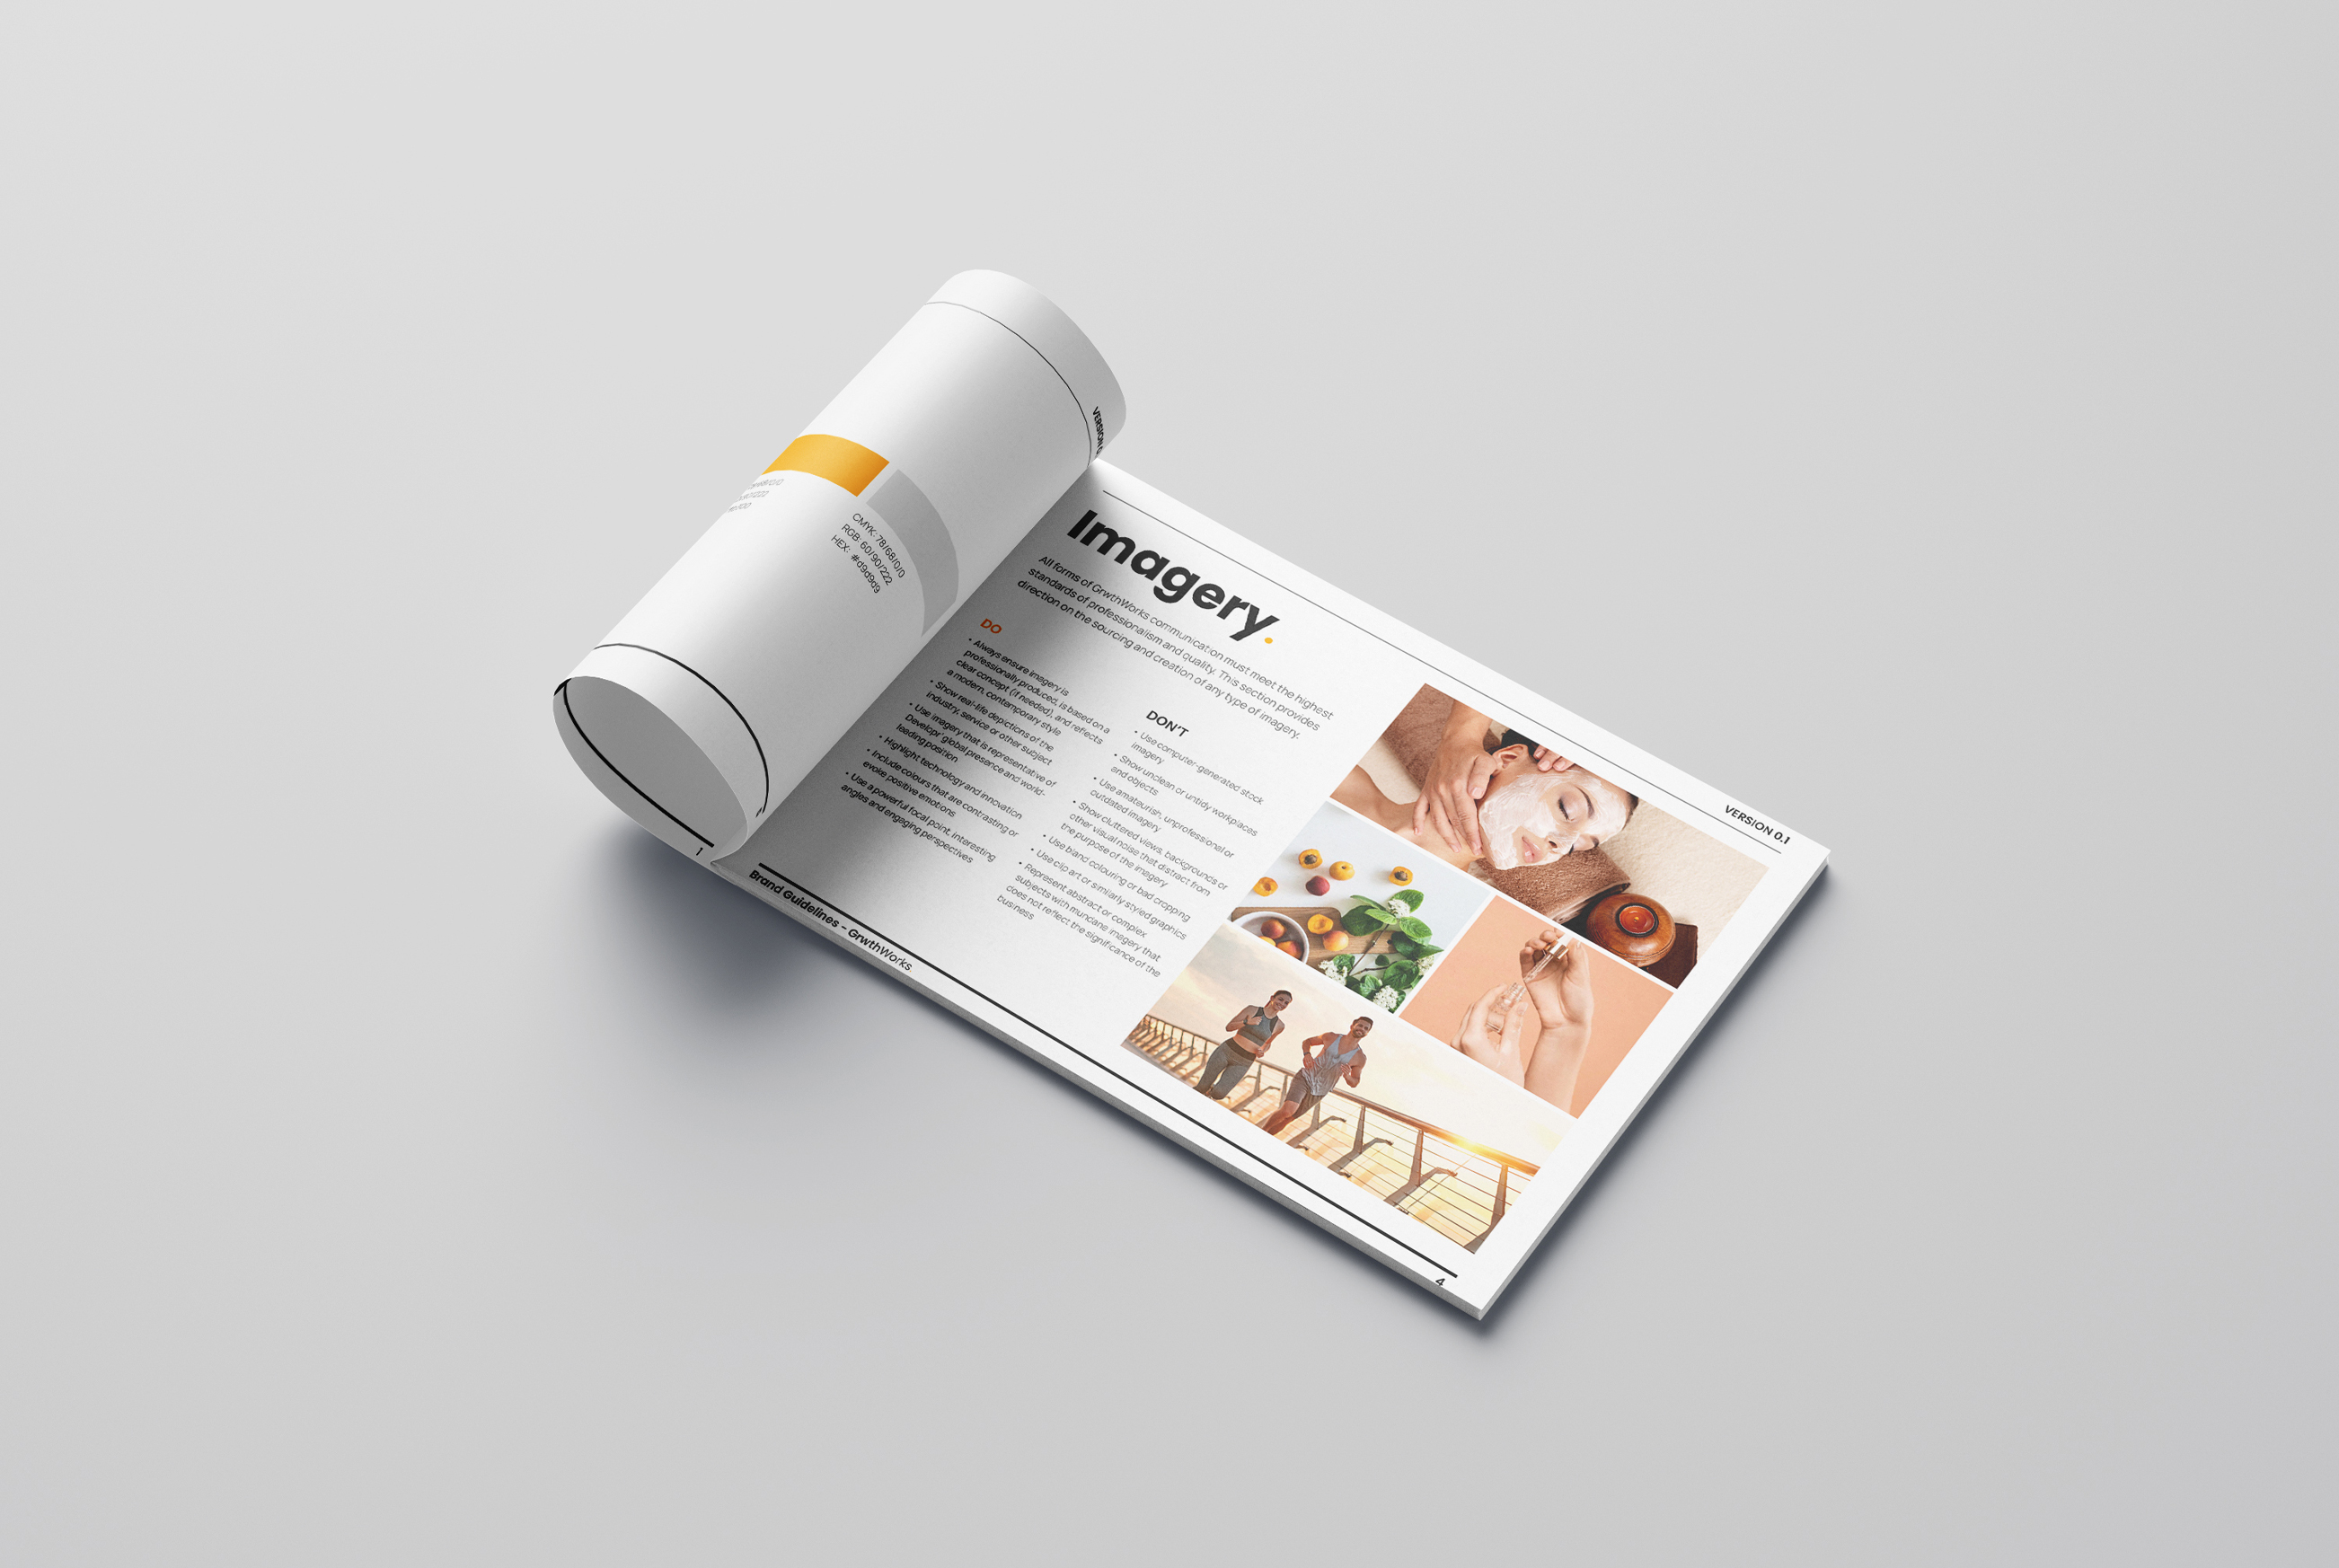 VERSION 0
68/0/0
/222
CMYK: 78/68/0/0
RGB: 60/90/222
HEX: #d9d9d9
1
VERSION 0.1
Imagery.
All forms of GrwthWorks communication must meet the highest
standards of professionalism and quality. This section provides
direction on the sourcing and creation of any type of imagery.
DO
• Always ensure imagery is
professionally produced, is based on a
clear concept (if needed), and reflects
a modern, contemporary style
• Show real-life depictions of the
industry, service or other subject
• Use imagery that is representative of
Developr' global presence and world-
leading position
• Highlight technology and innovation
• Include colours that are contrasting or
evoke positive emotions
• Use a powerful focal point, interesting
angles and engaging perspectives
DON'T
• Use computer-generated stock
imagery
• Show unclean or untidy workplaces
and objects
• Use amateurish, unprofessional or
outdated imagery
• Show cluttered views, backgrounds or
other visual noise that distract from
the purpose of the imagery
• Use bland colouring or bad cropping
• Use clip art or similarly styled graphics
• Represent abstract or complex
subjects with mundane imagery that
does not reflect the significance of the
business
Brand Guidelines - GrwthWorks
4